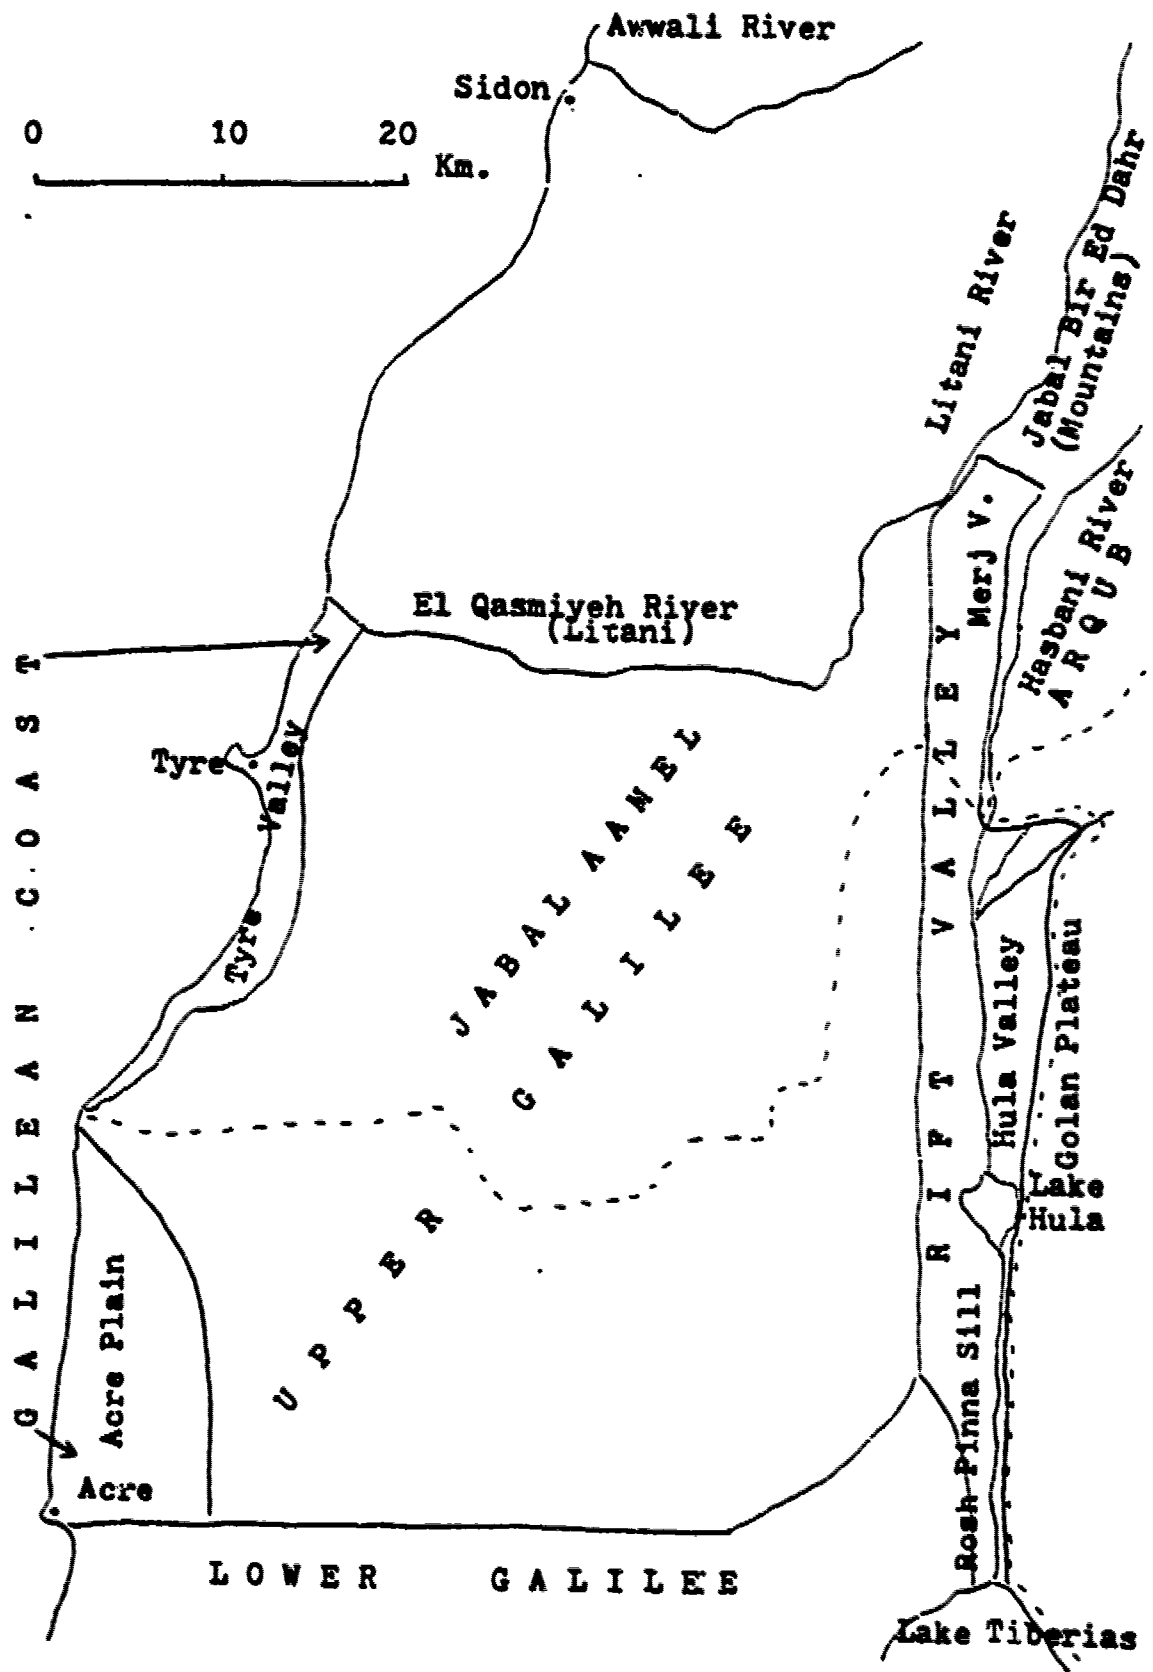 Awwali River
Sidon
0 10 20
Km.
Litani River
Jabal Bir Ed Dahr
(Mountains)
Merj V.
Hasbani River
ARQUB
El Qasmiyeh River
(Litani)
GALILEAN COAST
Tyre
Tyre Valley
JABAL AAMEL
UPPER GALILEE
RIFT VALLEY
Hula Valley
Golan Plateau
Lake
Hula
Acre Plain
Rosh Pinna Sill
Acre
LOWER GALILEE
Lake Tiberias